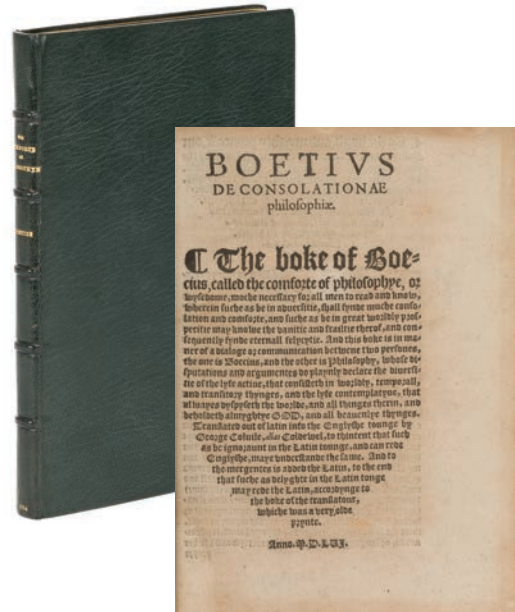 BOETIVS
DE CONSOLATIONAE
philosophiæ.
¶ The boke of Boe-
cius, called the comforte of philosophye, or
wysedome, moche necessary for all men to read and know,
wherein suche as be in aduersitie, shall fynde muche conso-
lation and comforte, and suche as be in great worldly pros-
peritie may knowe the vanitie and frailtie therof, and con-
sequently fynde eternall felycytie. And this boke is in ma-
ner of a dialoge or communication betwene two persones,
the one is Boecius, and the other is Philosophy, whose di-
sputations and argumentes do playnly declare the diuersi-
tie of the lyfe actiue, that consisteth in worldly, temporall,
and transitory thynges, and the lyfe contemplatyue, that
alwayes dyspyseth the worlde, and all thinges therin, and
beholdeth almyghtye GOD, and all heauenlye thynges.
Translated out of latin into the Englyshe tounge by
George Coluile, alias Coldewel, to thintent that such
as be ignoraunt in the Latin tounge, and can rede
Englyshe, maye vnderstande the same. And to
the mergentes is added the Latin, to the end
that suche as delyghte in the Latin tonge
may rede the Latin, accordynge to
the boke of the translatour,
whiche was a very olde
prynte.
Anno. M.D.LVI.